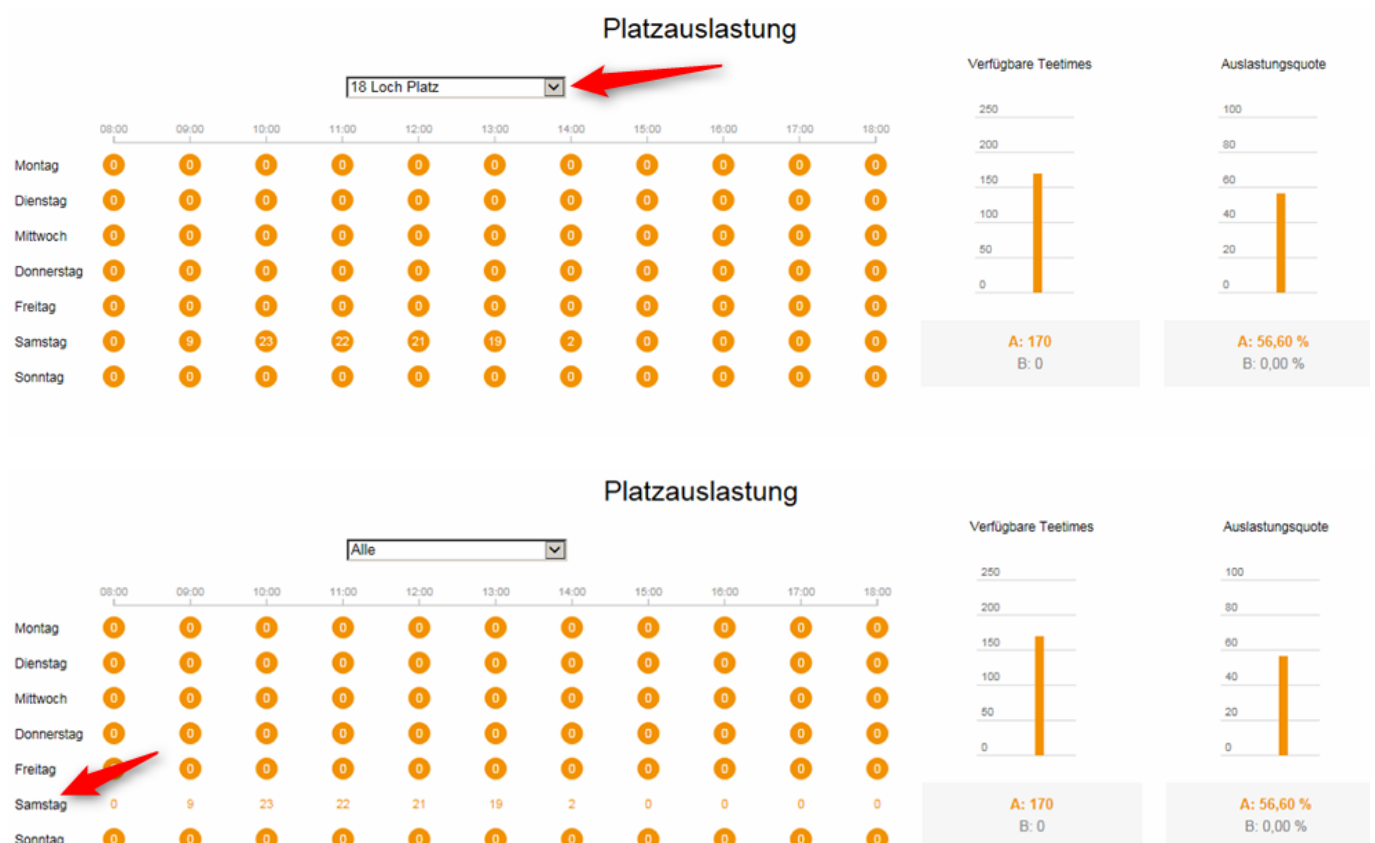 Platzauslastung
Verfügbare Teetimes Auslastungsquote
18 Loch Platz
250 100
08:00 09:00 10:00 11:00 12:00 13:00 14:00 15:00 16:00 17:00 18:00
200 80
Montag 0 0 0 0 0 0 0 0 0 0 0
150 60
Dienstag 0 0 0 0 0 0 0 0 0 0 0
100 40
Mittwoch 0 0 0 0 0 0 0 0 0 0 0
50 20
Donnerstag 0 0 0 0 0 0 0 0 0 0 0
0 0
Freitag 0 0 0 0 0 0 0 0 0 0 0
Samstag 0 9 23 22 21 19 2 0 0 0 0
A: 170 A: 56,60 %
B: 0 B: 0,00 %
Sonntag 0 0 0 0 0 0 0 0 0 0 0
Platzauslastung
Verfügbare Teetimes Auslastungsquote
Alle
250 100
08:00 09:00 10:00 11:00 12:00 13:00 14:00 15:00 16:00 17:00 18:00
200 80
Montag 0 0 0 0 0 0 0 0 0 0 0
150 60
Dienstag 0 0 0 0 0 0 0 0 0 0 0
100 40
Mittwoch 0 0 0 0 0 0 0 0 0 0 0
50 20
Donnerstag 0 0 0 0 0 0 0 0 0 0 0
0 0
Freitag 0 0 0 0 0 0 0 0 0 0
Samstag 0 9 23 22 21 19 2 0 0 0 0
A: 170 A: 56,60 %
B: 0 B: 0,00 %
Sonntag 0 0 0 0 0 0 0 0 0 0 0